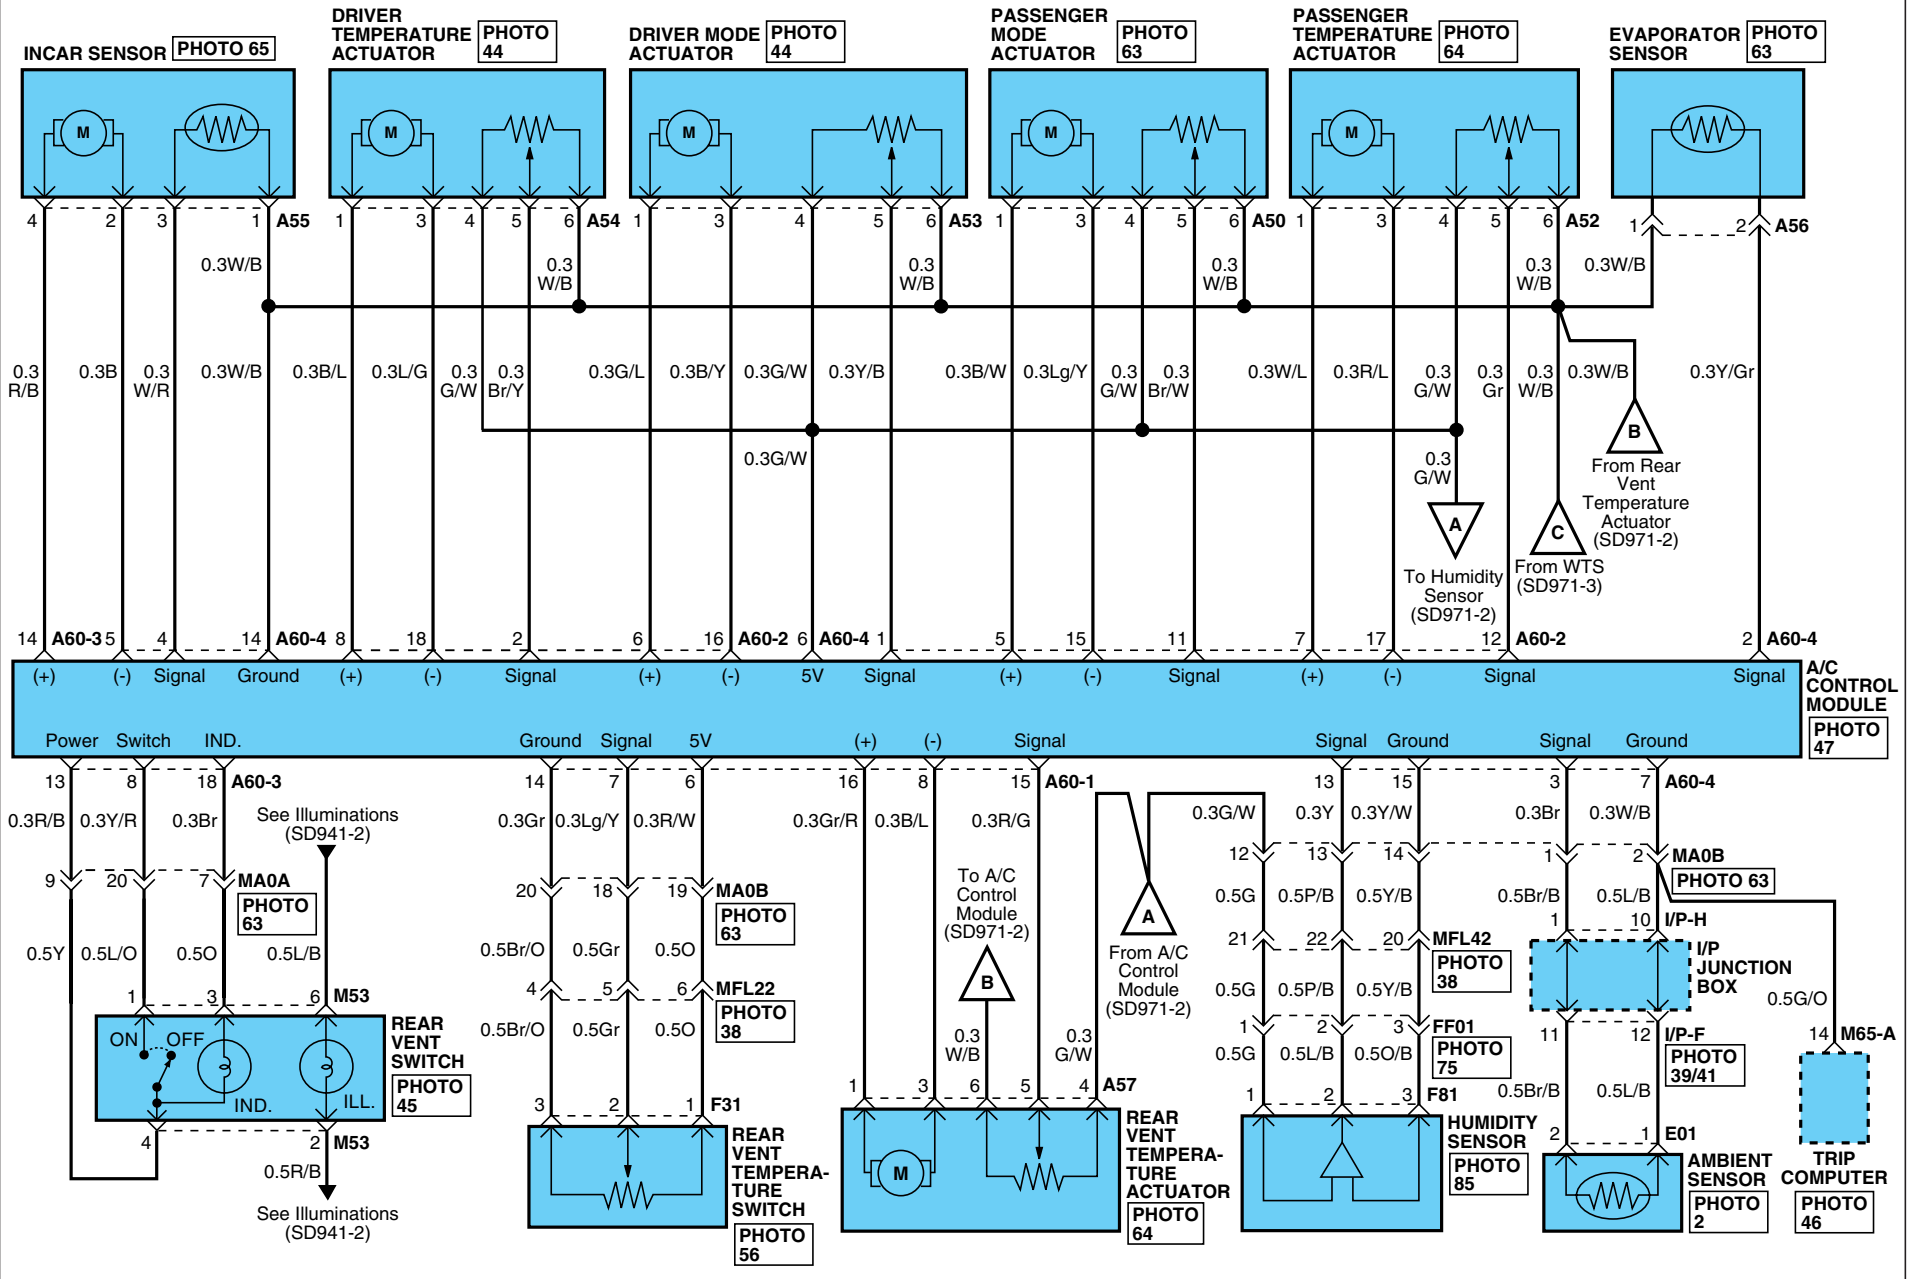 INCAR SENSOR
PHOTO 65
DRIVER
TEMPERATURE
ACTUATOR
PHOTO
44
DRIVER MODE
ACTUATOR
PHOTO
44
PASSENGER
MODE
ACTUATOR
PHOTO
63
PASSENGER
TEMPERATURE
ACTUATOR
PHOTO
64
EVAPORATOR
SENSOR
PHOTO
63
M
M
M
M
M
4 2 3 1 A55
1 3 4 5 6 A54
1 3 4 5 6 A53
1 3 4 5 6 A50
1 3 4 5 6 A52
1 2 A56
0.3W/B
0.3
W/B
0.3
W/B
0.3
W/B
0.3
W/B
0.3W/B
0.3
R/B
0.3B
0.3
W/R
0.3W/B
0.3B/L
0.3L/G
0.3
G/W
0.3
Br/Y
0.3G/L
0.3B/Y
0.3G/W
0.3Y/B
0.3B/W
0.3Lg/Y
0.3
G/W
0.3
Br/W
0.3W/L
0.3R/L
0.3
G/W
0.3
Gr
0.3
W/B
0.3W/B
0.3Y/Gr
0.3G/W
0.3
G/W
A
To Humidity
Sensor
(SD971-2)
C
From WTS
(SD971-3)
B
From Rear
Vent
Temperature
Actuator
(SD971-2)
14 A60-3 5 4 14 A60-4 8 18 2 6 16 A60-2 6 A60-4 1 5 15 11 7 17 12 A60-2 2 A60-4
(+) (-) Signal Ground (+) (-) Signal (+) (-) 5V Signal (+) (-) Signal (+) (-) Signal Signal
A/C
CONTROL
MODULE
PHOTO
47
Power Switch IND. Ground Signal 5V (+) (-) Signal Signal Ground Signal Ground
13 8 18 A60-3 14 7 6 16 8 15 A60-1 13 15 3 7 A60-4
0.3R/B 0.3Y/R 0.3Br
See Illuminations
(SD941-2)
9 20 7 MA0A
PHOTO
63
0.5Y 0.5L/O 0.5O 0.5L/B
1 3 6 M53
ON OFF
IND. ILL.
REAR
VENT
SWITCH
PHOTO
45
4 2 M53
0.5R/B
See Illuminations
(SD941-2)
0.3Gr 0.3Lg/Y 0.3R/W
20 18 19 MA0B
PHOTO
63
0.5Br/O 0.5Gr 0.5O
4 5 6 MFL22
PHOTO
38
0.5Br/O 0.5Gr 0.5O
3 2 1 F31
REAR
VENT
TEMPERA-
TURE
SWITCH
PHOTO
56
0.3Gr/R 0.3B/L 0.3R/G
To A/C
Control
Module
(SD971-2)
B
0.3
W/B
0.3
G/W
A
From A/C
Control
Module
(SD971-2)
1 3 6 5 4 A57
M
REAR
VENT
TEMPERA-
TURE
ACTUATOR
PHOTO
64
0.3G/W 0.3Y 0.3Y/W
12 13 14
0.5G 0.5P/B 0.5Y/B
21 22 20 MFL42
PHOTO
38
0.5G 0.5P/B 0.5Y/B
1 2 3 FF01
PHOTO
75
0.5G 0.5L/B 0.5O/B
1 2 3 F81
HUMIDITY
SENSOR
PHOTO
85
0.3Br 0.3W/B
1 2 MA0B
PHOTO 63
0.5Br/B 0.5L/B
1 10 I/P-H
I/P
JUNCTION
BOX
11 12 I/P-F
PHOTO
39/41
0.5Br/B 0.5L/B
2 1 E01
AMBIENT
SENSOR
PHOTO
2
0.5G/O
14 M65-A
TRIP
COMPUTER
PHOTO
46